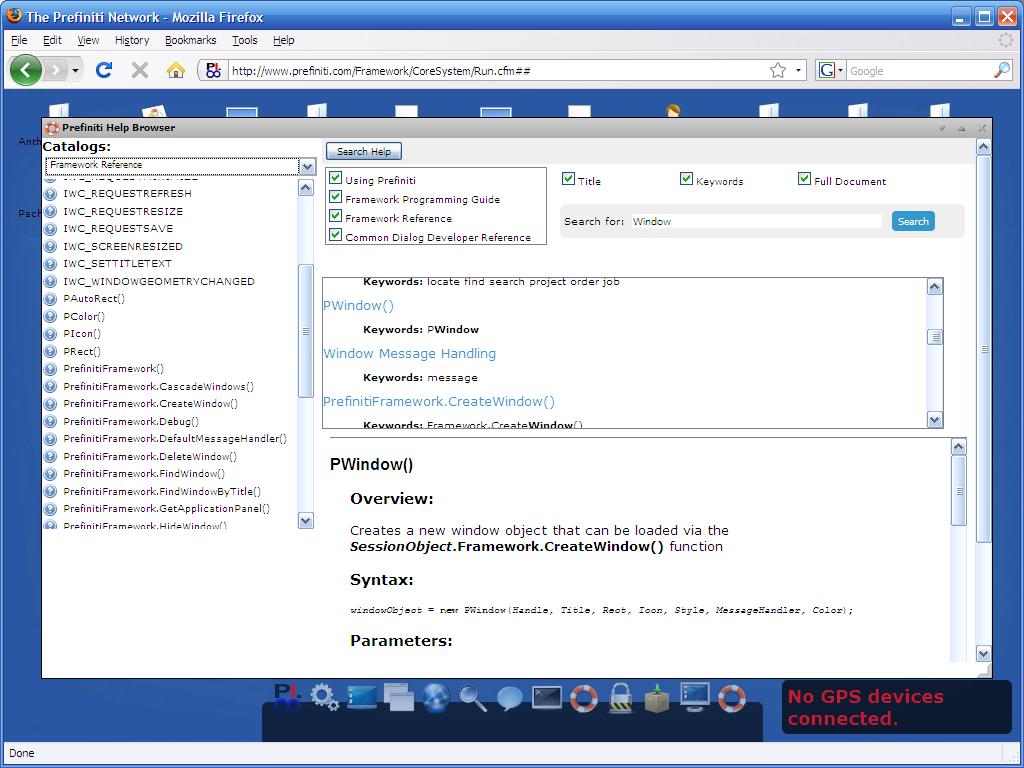 The Prefiniti Network - Mozilla Firefox
File Edit View History Bookmarks Tools Help
http://www.prefiniti.com/Framework/CoreSystem/Run.cfm##
Google
Anth
Pach
Prefiniti Help Browser
Catalogs:
Framework Reference
IWC_REQUESTREFRESH
IWC_REQUESTRESIZE
IWC_REQUESTSAVE
IWC_SCREENRESIZED
IWC_SETTITLETEXT
IWC_WINDOWGEOMETRYCHANGED
PAutoRect()
PColor()
PIcon()
PRect()
PrefinitiFramework()
PrefinitiFramework.CascadeWindows()
PrefinitiFramework.CreateWindow()
PrefinitiFramework.Debug()
PrefinitiFramework.DefaultMessageHandler()
PrefinitiFramework.DeleteWindow()
PrefinitiFramework.FindWindow()
PrefinitiFramework.FindWindowByTitle()
PrefinitiFramework.GetApplicationPanel()
PrefinitiFramework.HideWindow()
Search Help
Using Prefiniti
Framework Programming Guide
Framework Reference
Common Dialog Developer Reference
Title Keywords Full Document
Search for: Window Search
Keywords: locate find search project order job
PWindow()
Keywords: PWindow
Window Message Handling
Keywords: message
PrefinitiFramework.CreateWindow()
Keywords: Framework.CreateWindow()
PWindow()
Overview:
Creates a new window object that can be loaded via the
SessionObject.Framework.CreateWindow() function
Syntax:
windowObject = new PWindow(Handle, Title, Rect, Icon, Style, MessageHandler, Color);
Parameters:
No GPS devices
connected.
Done